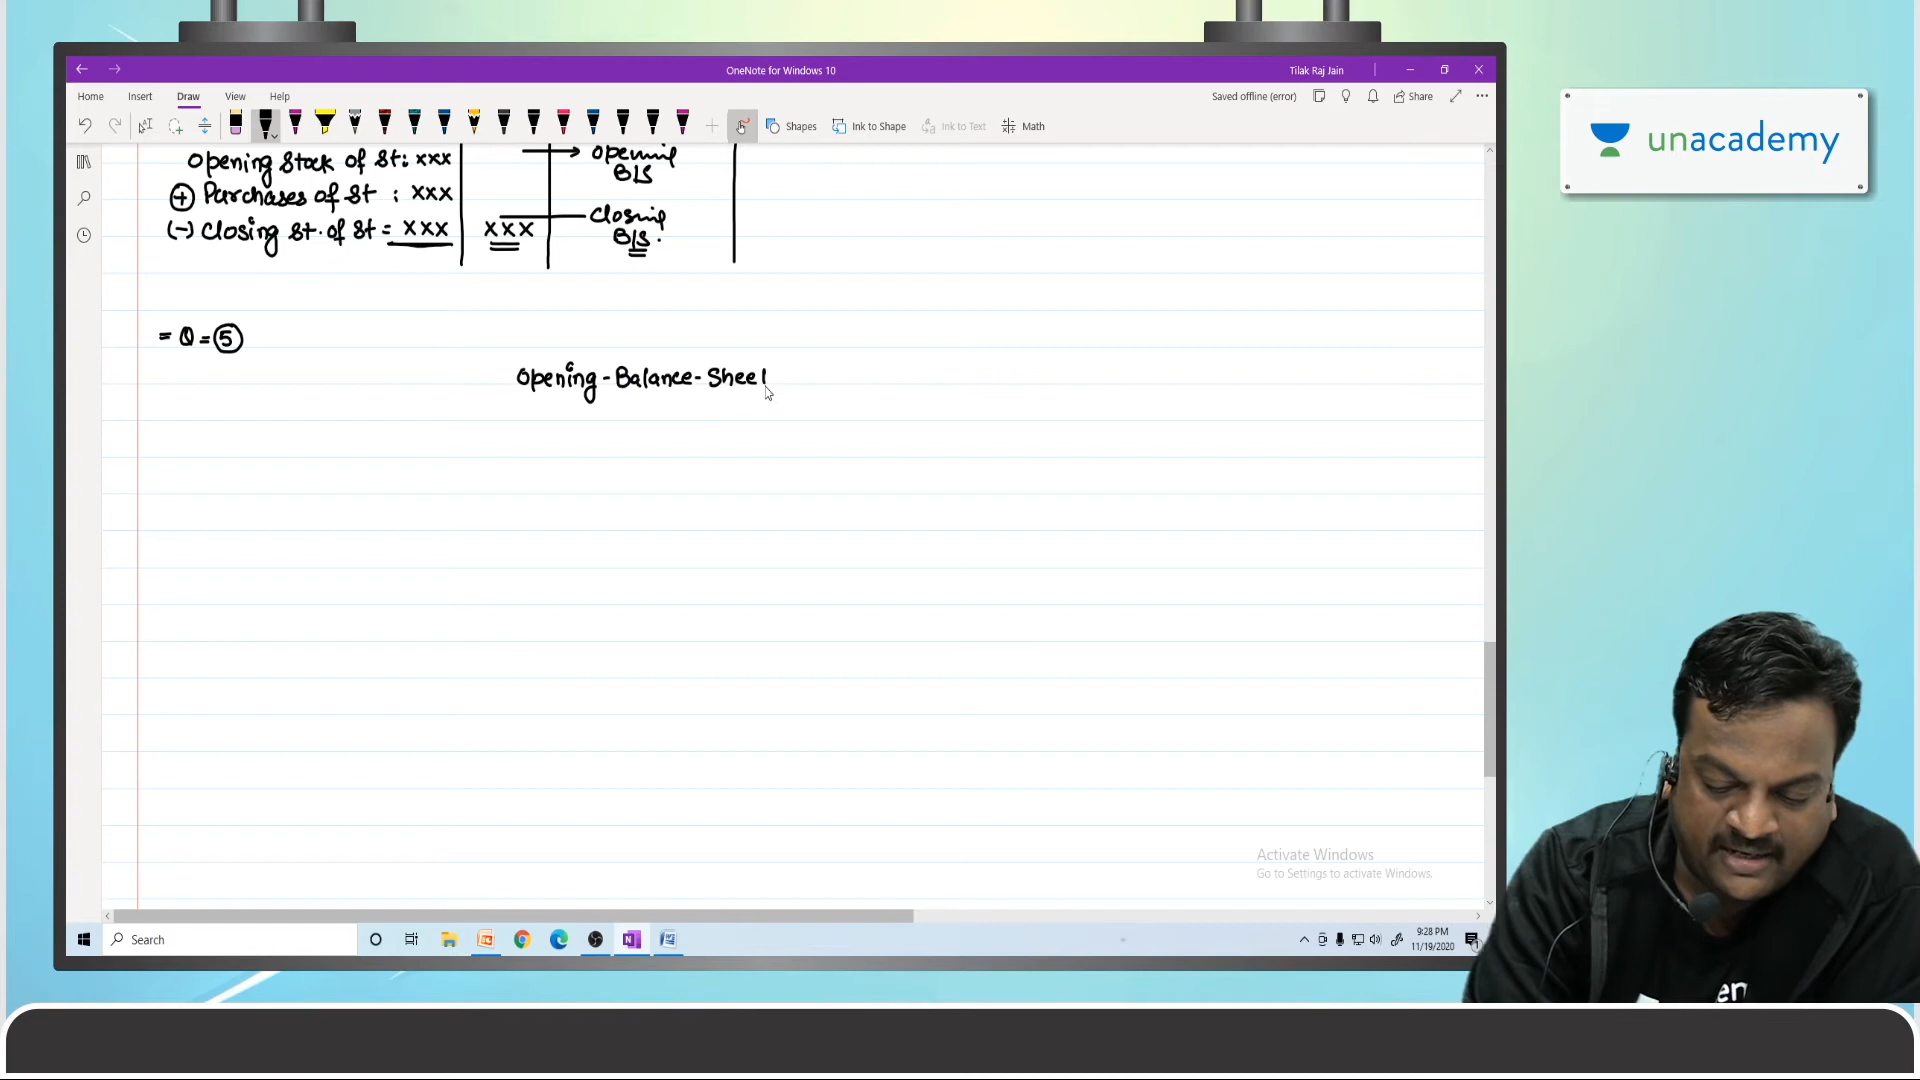 OneNote for Windows 10
Tilak Raj Jain
Home Insert Draw View Help
Saved offline (error) Share
Shapes Ink to Shape Ink to Text Math
Opening Stock of St: xxx
Opening B/S
(+) Purchases of St : xxx
(-) Closing St. of St = xxx xxx
Closing B/S.
= Q = 5
Opening - Balance - Sheel
unacademy
Activate Windows
Go to Settings to activate Windows.
Search
9:28 PM
11/19/2020
en